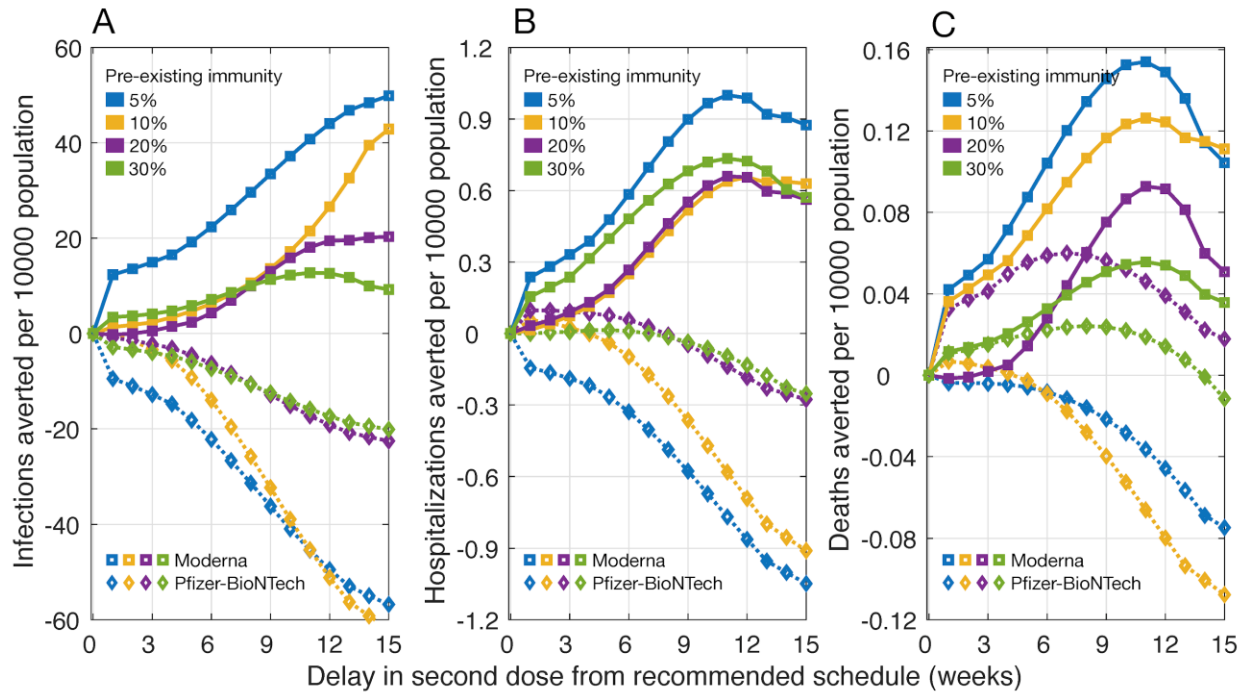 A
Infections averted per 10000 population
60
40
20
0
-20
-40
-60
Pre-existing immunity
5%
10%
20%
30%
Moderna
Pfizer-BioNTech
0 3 6 9 12 15
B
Hospitalizations averted per 10000 population
1.2
0.9
0.6
0.3
0
-0.3
-0.6
-0.9
-1.2
Pre-existing immunity
5%
10%
20%
30%
Moderna
Pfizer-BioNTech
0 3 6 9 12 15
C
Deaths averted per 10000 population
0.16
0.12
0.08
0.04
0
-0.04
-0.08
-0.12
Pre-existing immunity
5%
10%
20%
30%
Moderna
Pfizer-BioNTech
0 3 6 9 12 15
Delay in second dose from recommended schedule (weeks)